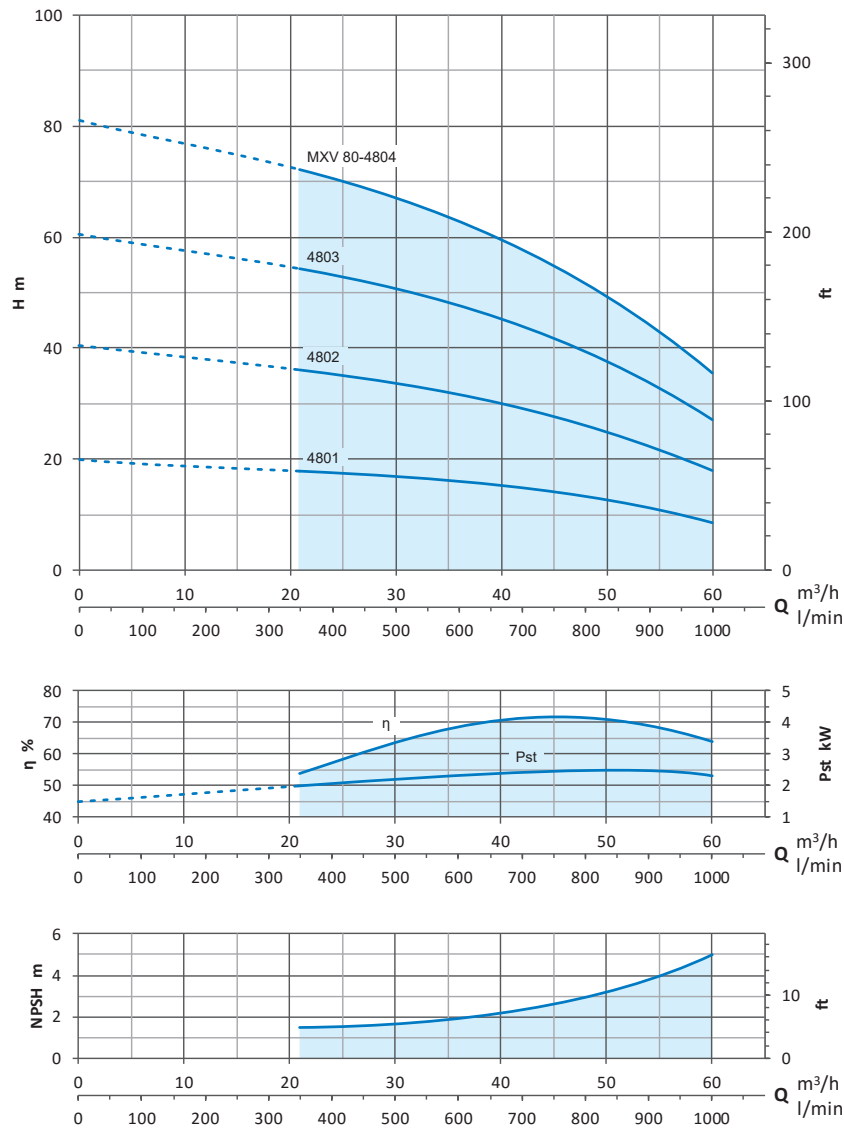 100
80
60
40
20
0
H m
300
200
100
0
ft
MXV 80-4804
4803
4802
4801
0 10 20 30 40 50 60 Q m³/h
0 100 200 300 400 500 600 700 800 900 1000 l/min
80
70
60
50
40
η %
5
4
3
2
1
Pst kW
η
Pst
0 10 20 30 40 50 60 Q m³/h
0 100 200 300 400 500 600 700 800 900 1000 l/min
6
4
2
0
NPSH m
10
0
ft
0 10 20 30 40 50 60 Q m³/h
0 100 200 300 400 500 600 700 800 900 1000 l/min